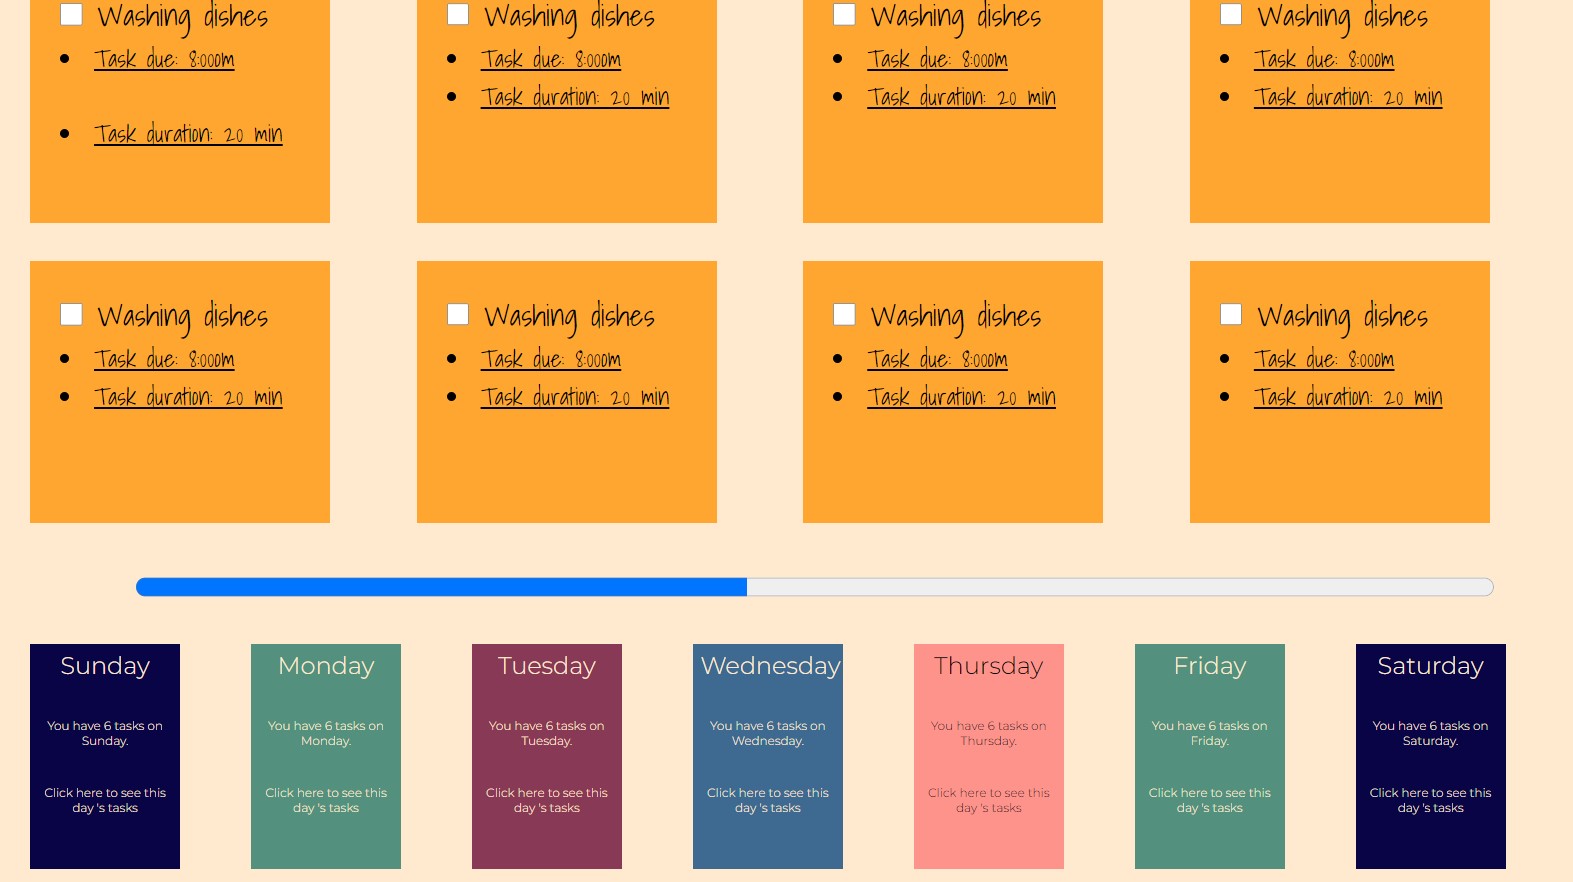 Washing dishes Washing dishes Washing dishes Washing dishes
Task due: 8:00am Task due: 8:00am Task due: 8:00am Task due: 8:00am
Task duration: 20 min Task duration: 20 min Task duration: 20 min
Task duration: 20 min
Washing dishes Washing dishes Washing dishes Washing dishes
Task due: 8:00am Task due: 8:00am Task due: 8:00am Task due: 8:00am
Task duration: 20 min Task duration: 20 min Task duration: 20 min Task duration: 20 min
Sunday Monday Tuesday Wednesday Thursday Friday Saturday
You have 6 tasks on You have 6 tasks on You have 6 tasks on You have 6 tasks on You have 6 tasks on You have 6 tasks on You have 6 tasks on
Sunday. Monday. Tuesday. Wednesday. Thursday. Friday. Saturday.
Click here to see this Click here to see this Click here to see this Click here to see this Click here to see this Click here to see this Click here to see this
day 's tasks day 's tasks day 's tasks day 's tasks day 's tasks day 's tasks day 's tasks